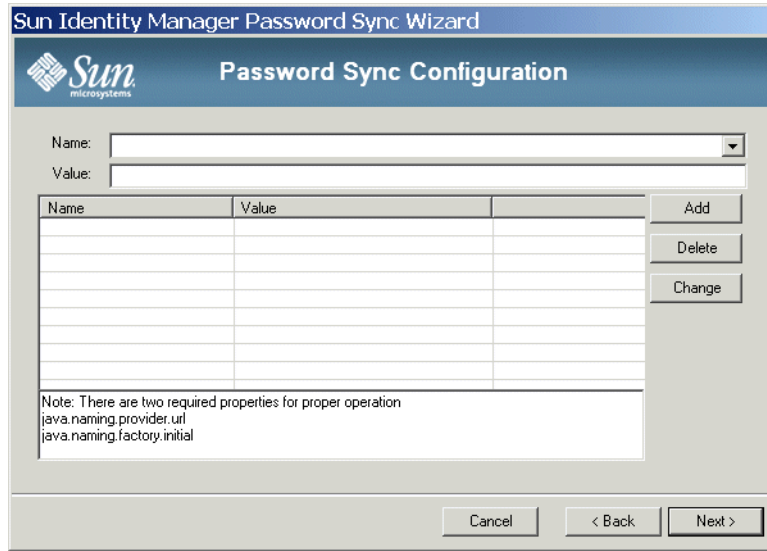 Sun Identity Manager Password Sync Wizard
Sun
microsystems
Password Sync Configuration
Name:
Value:
Name Value
Add
Delete
Change
Note: There are two required properties for proper operation
java.naming.provider.url
java.naming.factory.initial
Cancel < Back Next >